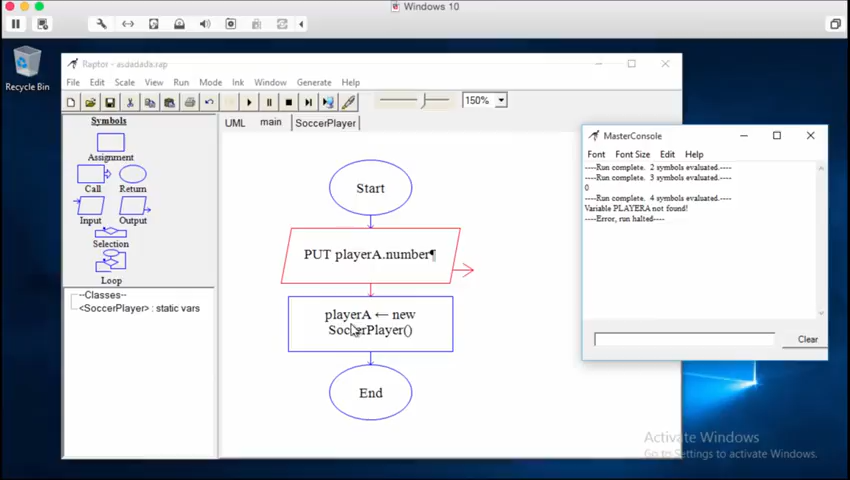 Windows 10
Recycle Bin
Raptor - asdadada.rap
File Edit Scale View Run Mode Ink Window Generate Help
150%
Symbols
Assignment
Call Return
Input Output
Selection
Loop
--Classes--
<SoccerPlayer> : static vars
UML main SoccerPlayer
Start
PUT playerA.number¶
playerA ← new
SoccerPlayer()
End
MasterConsole
Font Font Size Edit Help
----Run complete. 2 symbols evaluated.----
----Run complete. 3 symbols evaluated.----
0
----Run complete. 4 symbols evaluated.----
Variable PLAYERA not found!
----Error, run halted----
Clear
Activate Windows
Go to Settings to activate Windows.